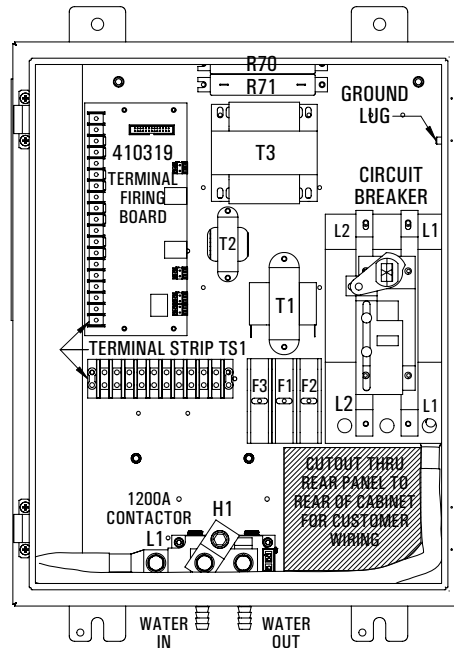 R70
R71
GROUND
LUG
410319
TERMINAL
FIRING
BOARD
T3
CIRCUIT
BREAKER
L2
L1
T2
T1
TERMINAL STRIP TS1
F3
F1
F2
L2
L1
CUTOUT THRU
REAR PANEL TO
REAR OF CABINET
FOR CUSTOMER
WIRING
1200A
CONTACTOR
L1
H1
WATER
IN
WATER
OUT